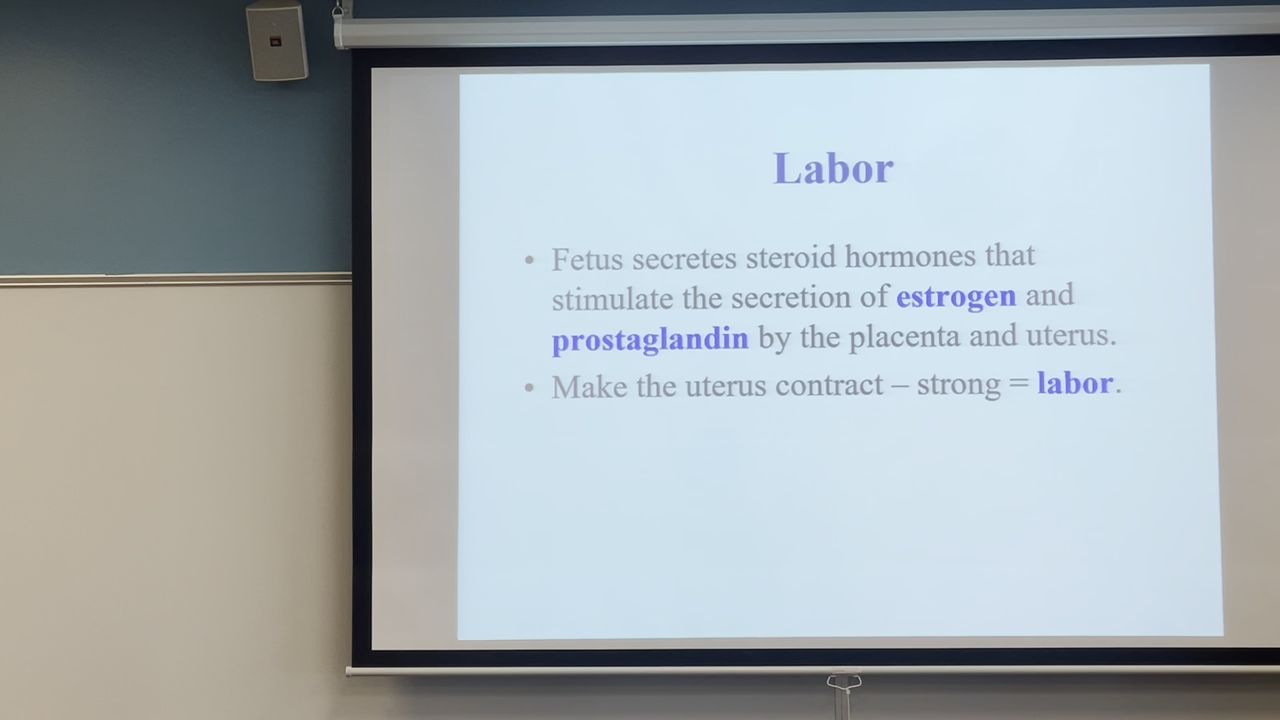 Labor
• Fetus secretes steroid hormones that
stimulate the secretion of estrogen and
prostaglandin by the placenta and uterus.
• Make the uterus contract – strong = labor.